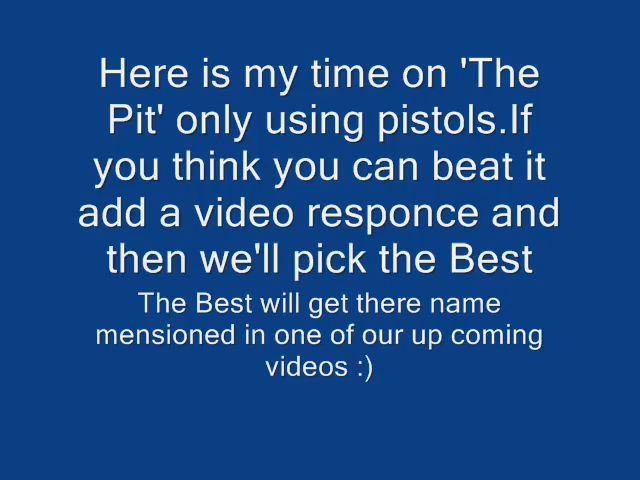 Here is my time on 'The
Pit' only using pistols.If
you think you can beat it
add a video responce and
then we'll pick the Best
The Best will get there name
mensioned in one of our up coming
videos :)